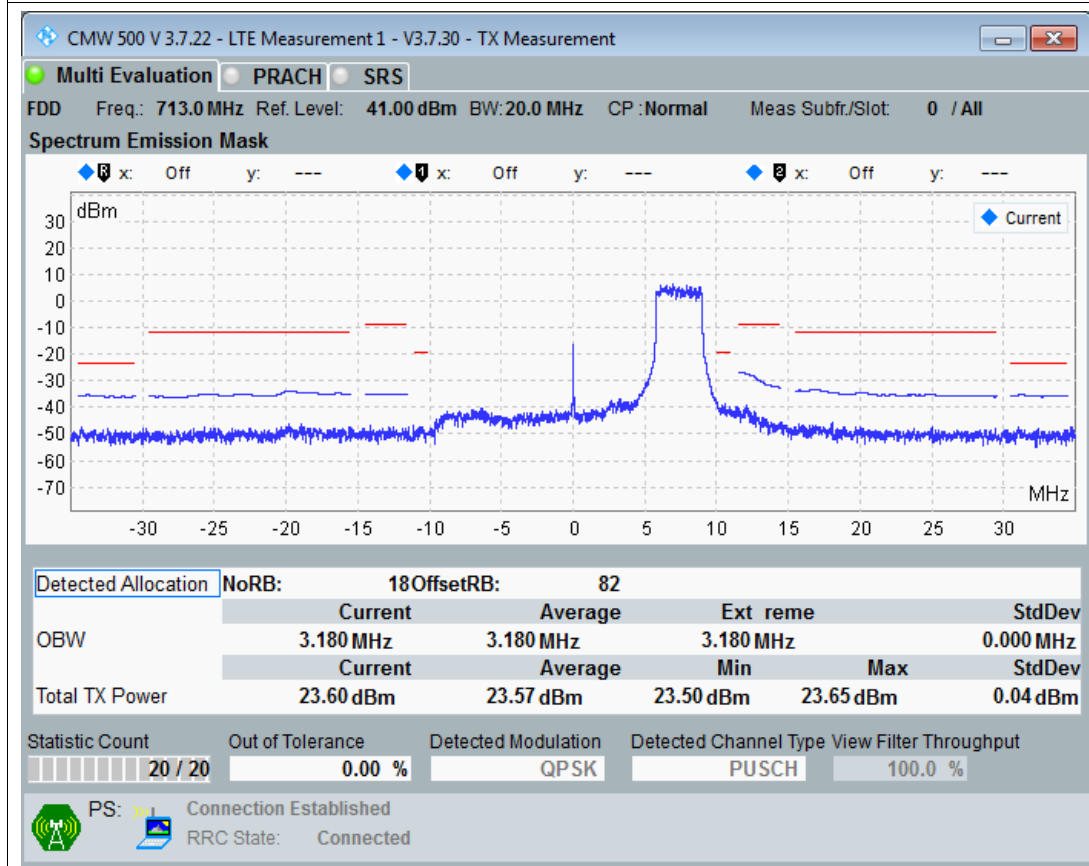 CMW 500 V 3.7.22 - LTE Measurement 1 - V3.7.30 - TX Measurement
Multi Evaluation PRACH SRS
FDD Freq.: 713.0 MHz Ref. Level: 41.00 dBm BW: 20.0 MHz CP : Normal Meas Subfr./Slot: 0 / All
Spectrum Emission Mask
R x: Off y: --- 1 x: Off y: --- 2 x: Off y: ---
dBm
Current
30
20
10
0
-10
-20
-30
-40
-50
-60
-70
MHz
-30 -25 -20 -15 -10 -5 0 5 10 15 20 25 30
Detected Allocation NoRB: 18 OffsetRB: 82
Current Average Ext reme StdDev
OBW 3.180 MHz 3.180 MHz 3.180 MHz 0.000 MHz
Current Average Min Max StdDev
Total TX Power 23.60 dBm 23.57 dBm 23.50 dBm 23.65 dBm 0.04 dBm
Statistic Count Out of Tolerance Detected Modulation Detected Channel Type View Filter Throughput
20 / 20 0.00 % QPSK PUSCH 100.0 %
PS: Connection Established
RRC State: Connected